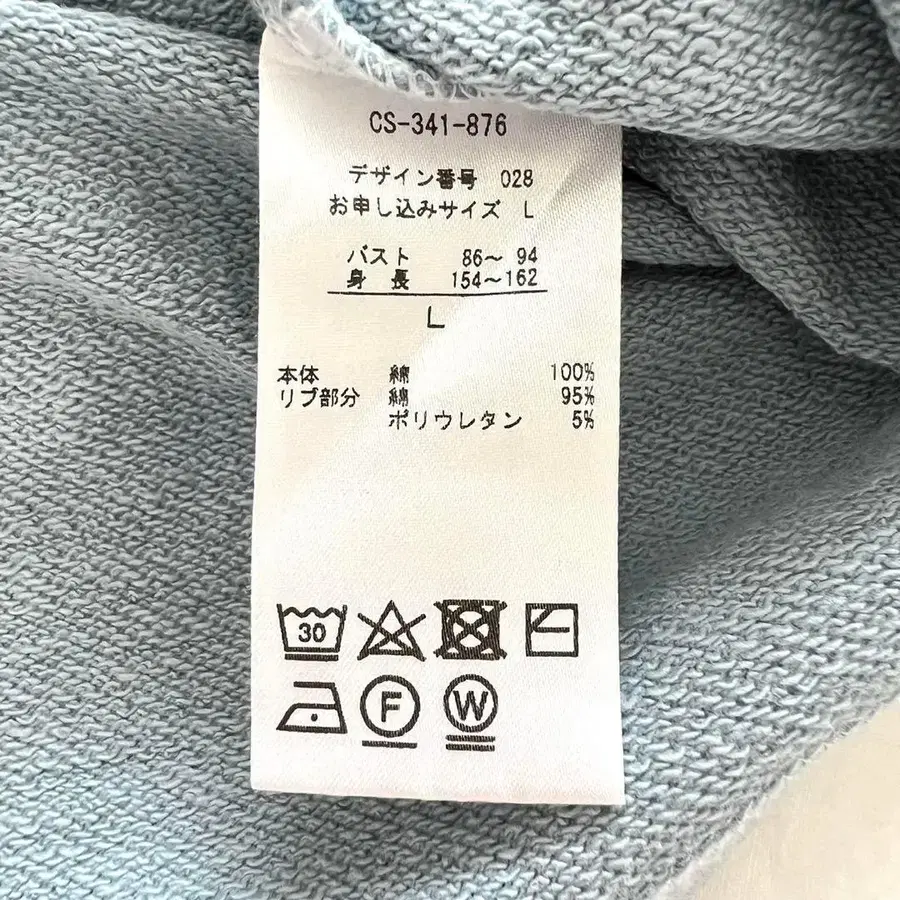 CS-341-876
デザイン番号 028
お申し込みサイズ L
バスト 86～ 94
身 長 154～162
L
本体 綿 100%
リブ部分 綿 95%
ポリウレタン 5%
30
F W